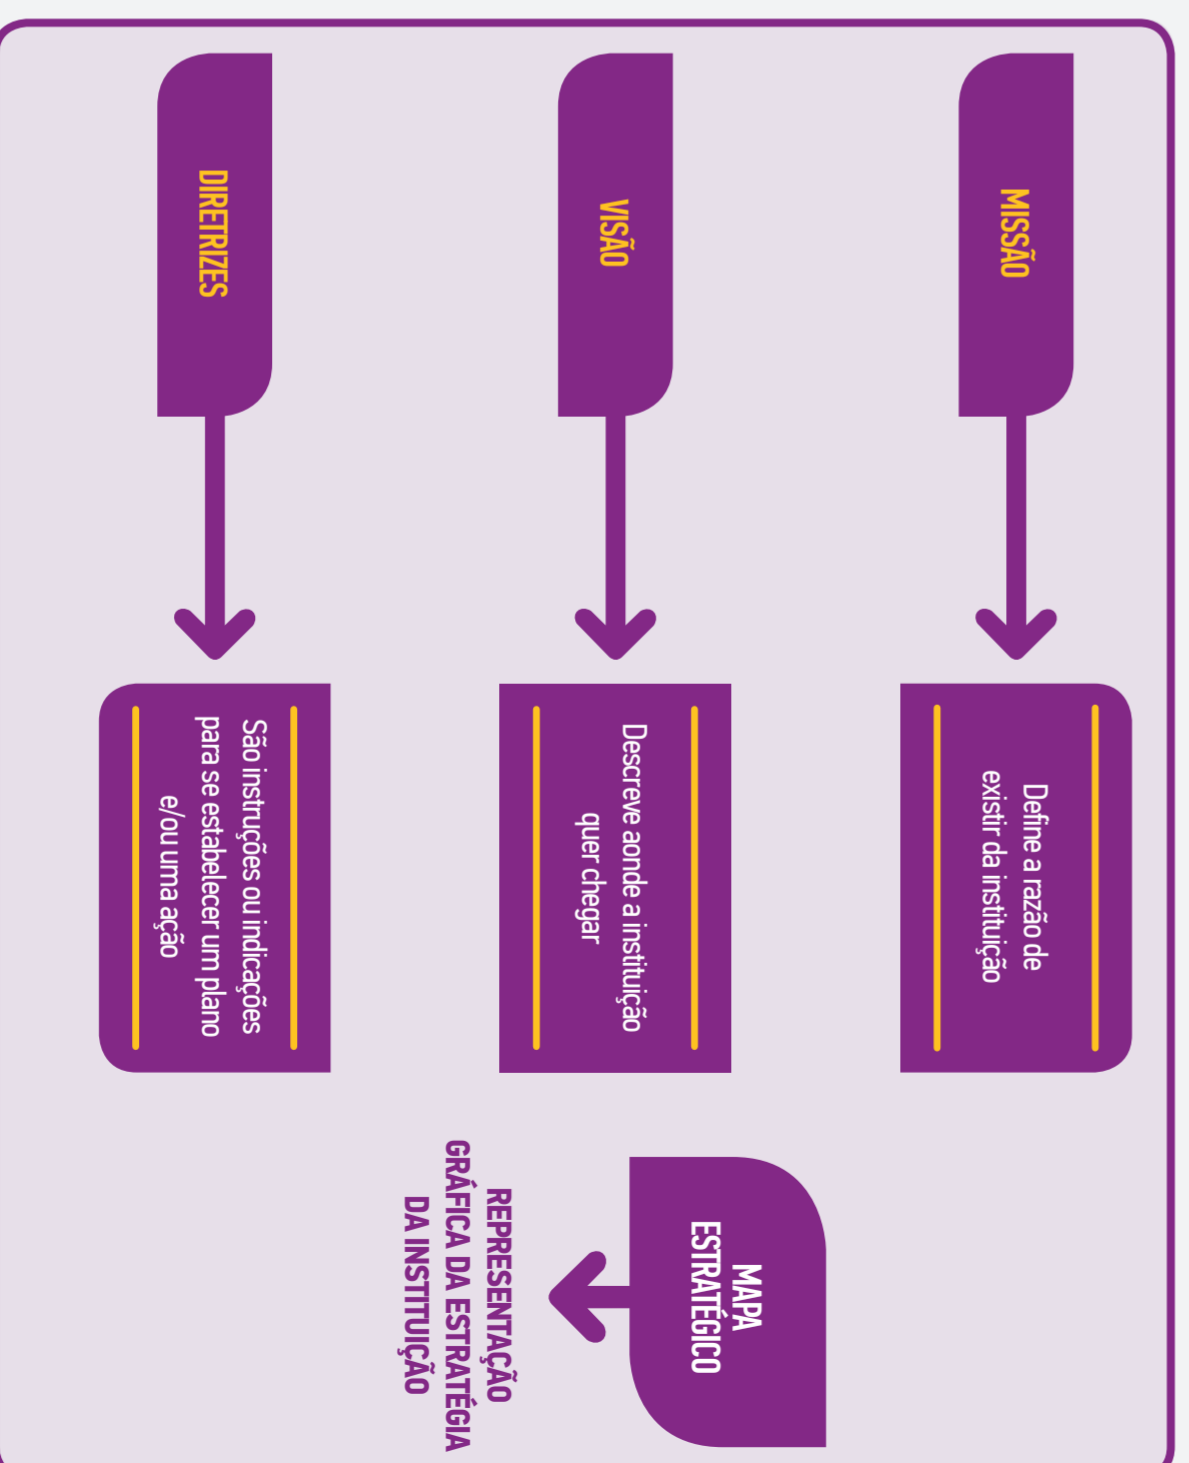 MISSÃO
Define a razão de
existir da instituição
VISÃO
Descreve aonde a instituição
quer chegar
DIRETRIZES
São instruções ou indicações
para se estabelecer um plano
e/ou uma ação
MAPA
ESTRATÉGICO
REPRESENTAÇÃO
GRÁFICA DA ESTRATÉGIA
DA INSTITUIÇÃO